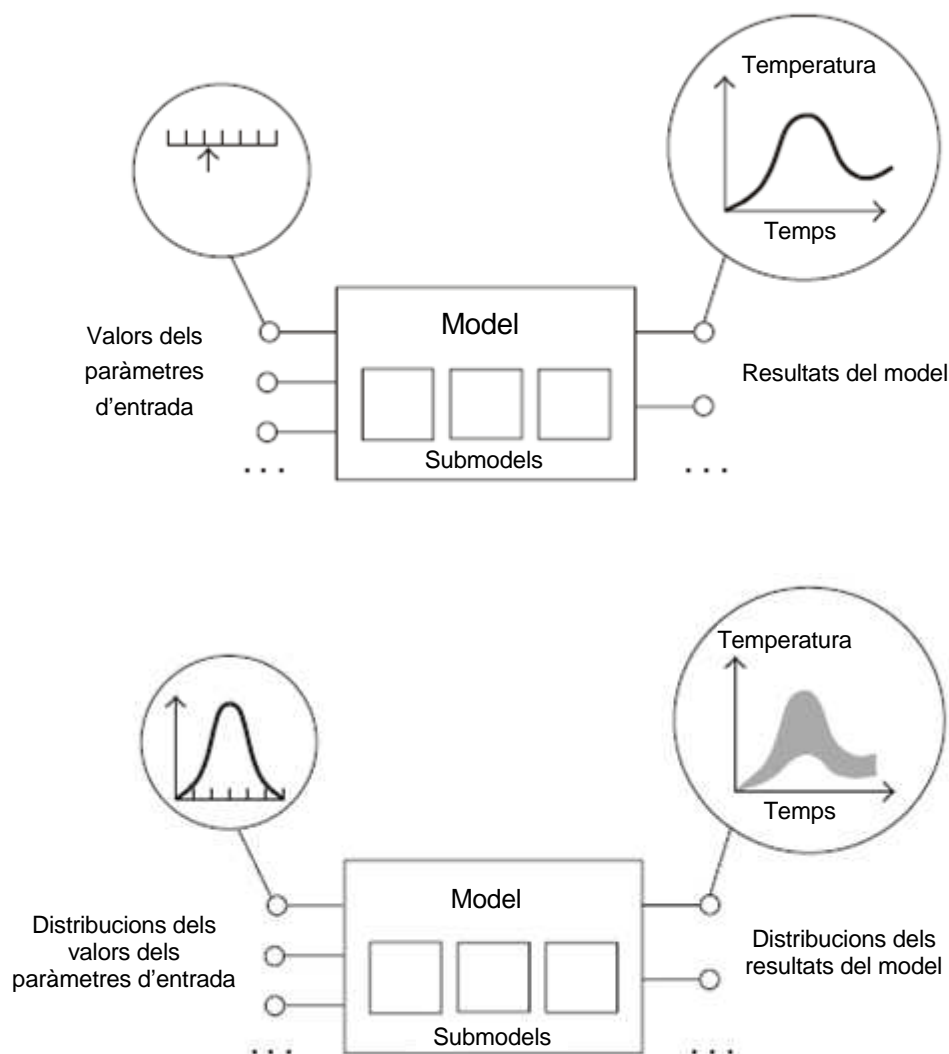 Temperatura
Temps
Model
Valors dels
paràmetres
d’entrada
Resultats del model
Submodels
. . .
. . .
Temperatura
Temps
Model
Distribucions dels
valors dels
paràmetres d’entrada
Distribucions dels
resultats del model
Submodels
. . .
. . .